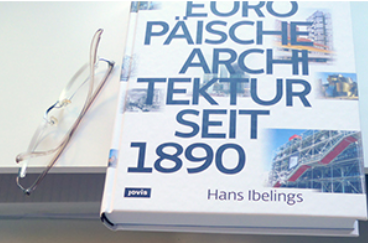 EURO
PÄISCHE
ARCHI
TEKTUR
SEIT
1890
jovis
Hans Ibelings